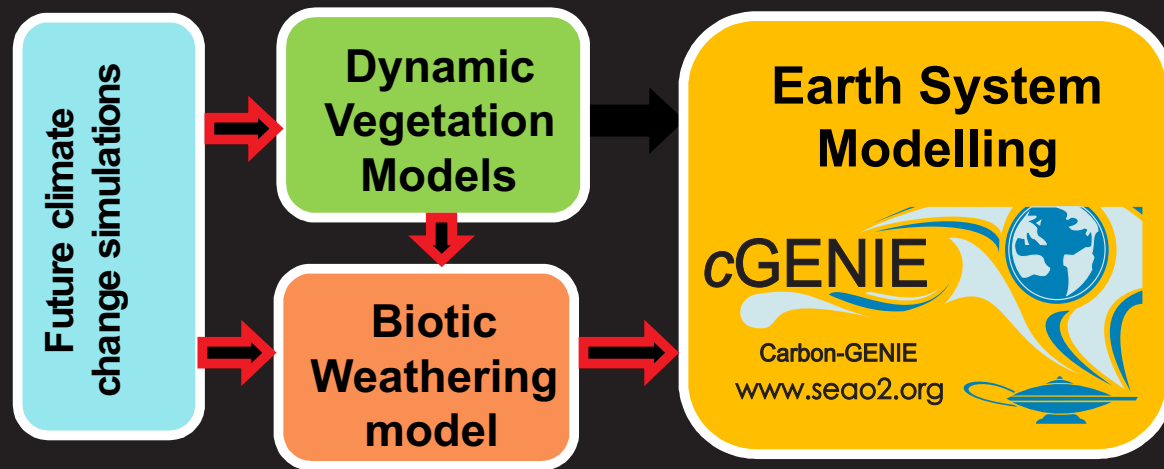 Future climate
change simulations
Dynamic
Vegetation
Models
Biotic
Weathering
model
Earth System
Modelling
cGENIE
Carbon-GENIE
www.seao2.org